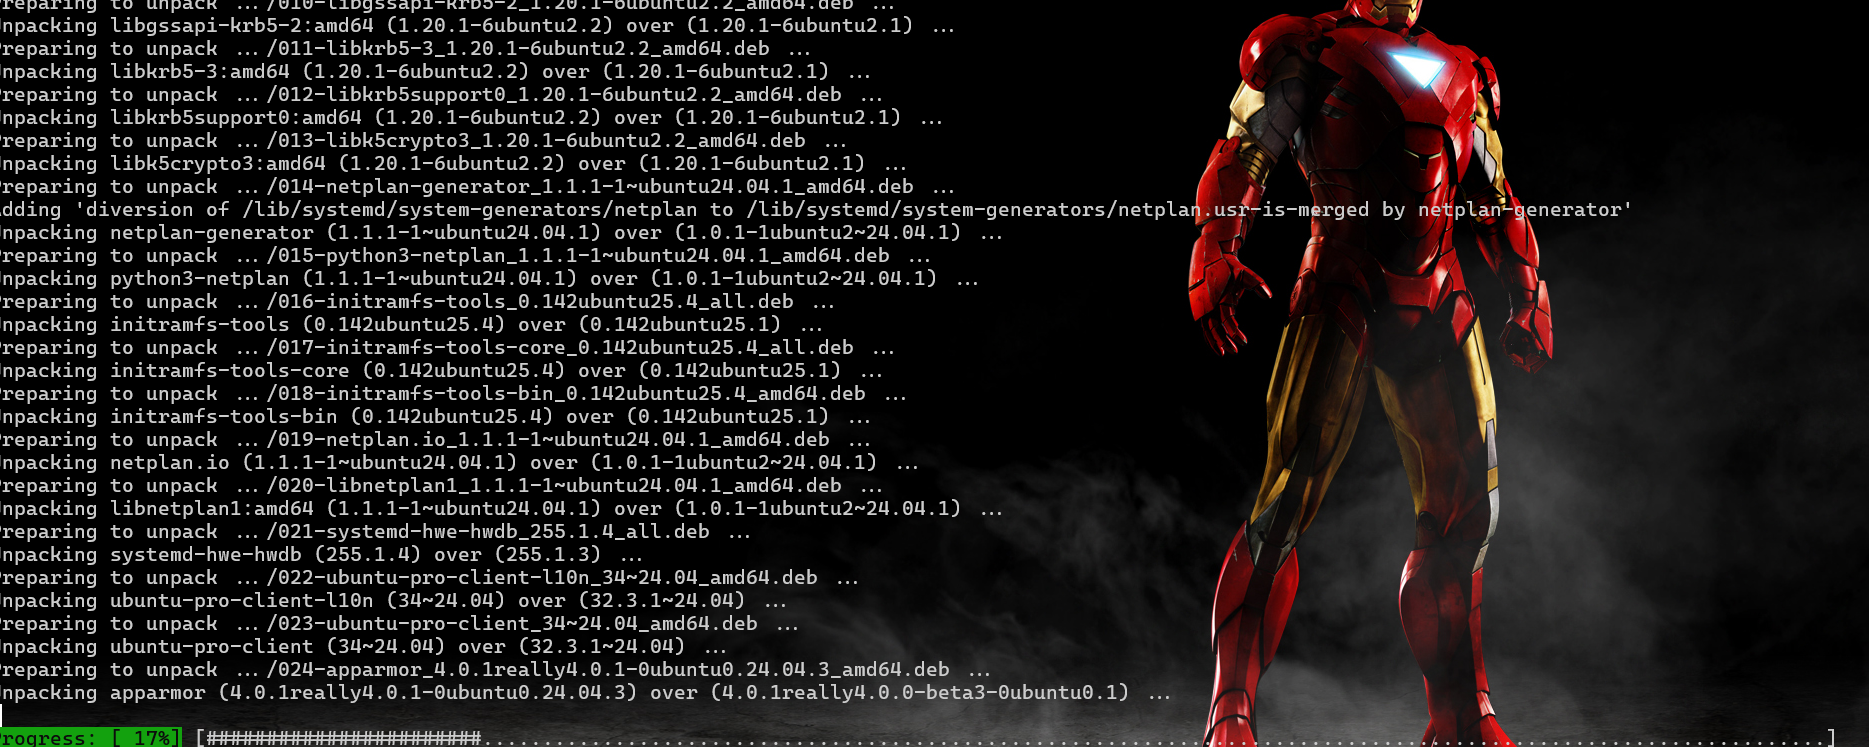 reparing to unpack .../010-libgssapi-krb5-2_1.20.1-6ubuntu2.2_amd64.deb ...
npacking libgssapi-krb5-2:amd64 (1.20.1-6ubuntu2.2) over (1.20.1-6ubuntu2.1) ...
reparing to unpack .../011-libkrb5-3_1.20.1-6ubuntu2.2_amd64.deb ...
npacking libkrb5-3:amd64 (1.20.1-6ubuntu2.2) over (1.20.1-6ubuntu2.1) ...
reparing to unpack .../012-libkrb5support0_1.20.1-6ubuntu2.2_amd64.deb ...
npacking libkrb5support0:amd64 (1.20.1-6ubuntu2.2) over (1.20.1-6ubuntu2.1) ...
reparing to unpack .../013-libk5crypto3_1.20.1-6ubuntu2.2_amd64.deb ...
npacking libk5crypto3:amd64 (1.20.1-6ubuntu2.2) over (1.20.1-6ubuntu2.1) ...
reparing to unpack .../014-netplan-generator_1.1.1-1~ubuntu24.04.1_amd64.deb ...
dding 'diversion of /lib/systemd/system-generators/netplan to /lib/systemd/system-generators/netplan.usr-is-merged by netplan-generator'
npacking netplan-generator (1.1.1-1~ubuntu24.04.1) over (1.0.1-1ubuntu2~24.04.1) ...
reparing to unpack .../015-python3-netplan_1.1.1-1~ubuntu24.04.1_amd64.deb ...
npacking python3-netplan (1.1.1-1~ubuntu24.04.1) over (1.0.1-1ubuntu2~24.04.1) ...
reparing to unpack .../016-initramfs-tools_0.142ubuntu25.4_all.deb ...
npacking initramfs-tools (0.142ubuntu25.4) over (0.142ubuntu25.1) ...
reparing to unpack .../017-initramfs-tools-core_0.142ubuntu25.4_all.deb ...
npacking initramfs-tools-core (0.142ubuntu25.4) over (0.142ubuntu25.1) ...
reparing to unpack .../018-initramfs-tools-bin_0.142ubuntu25.4_amd64.deb ...
npacking initramfs-tools-bin (0.142ubuntu25.4) over (0.142ubuntu25.1) ...
reparing to unpack .../019-netplan.io_1.1.1-1~ubuntu24.04.1_amd64.deb ...
npacking netplan.io (1.1.1-1~ubuntu24.04.1) over (1.0.1-1ubuntu2~24.04.1) ...
reparing to unpack .../020-libnetplan1_1.1.1-1~ubuntu24.04.1_amd64.deb ...
npacking libnetplan1:amd64 (1.1.1-1~ubuntu24.04.1) over (1.0.1-1ubuntu2~24.04.1) ...
reparing to unpack .../021-systemd-hwe-hwdb_255.1.4_all.deb ...
npacking systemd-hwe-hwdb (255.1.4) over (255.1.3) ...
reparing to unpack .../022-ubuntu-pro-client-l10n_34~24.04_amd64.deb ...
npacking ubuntu-pro-client-l10n (34~24.04) over (32.3.1~24.04) ...
reparing to unpack .../023-ubuntu-pro-client_34~24.04_amd64.deb ...
npacking ubuntu-pro-client (34~24.04) over (32.3.1~24.04) ...
reparing to unpack .../024-apparmor_4.0.1really4.0.1-0ubuntu0.24.04.3_amd64.deb ...
npacking apparmor (4.0.1really4.0.1-0ubuntu0.24.04.3) over (4.0.1really4.0.0-beta3-0ubuntu0.1) ...
rogress: [ 17%] [#######################................................................................................................]